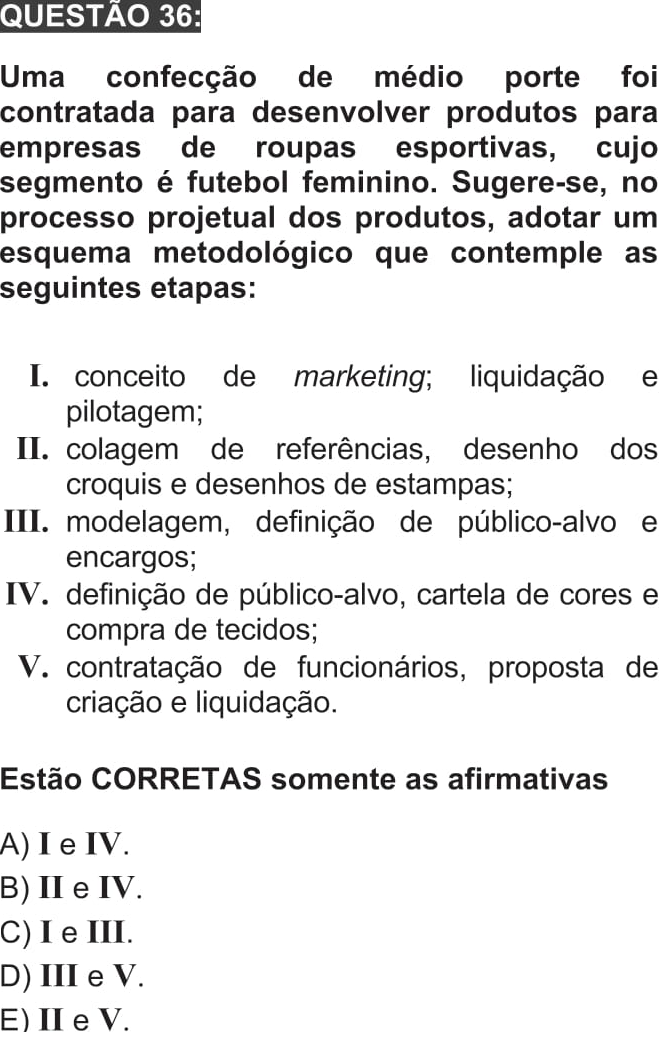 QUESTÃO 36:
Uma confecção de médio porte foi
contratada para desenvolver produtos para
empresas de roupas esportivas, cujo
segmento é futebol feminino. Sugere-se, no
processo projetual dos produtos, adotar um
esquema metodológico que contemple as
seguintes etapas:
I. conceito de marketing; liquidação e
pilotagem;
II. colagem de referências, desenho dos
croquis e desenhos de estampas;
III. modelagem, definição de público-alvo e
encargos;
IV. definição de público-alvo, cartela de cores e
compra de tecidos;
V. contratação de funcionários, proposta de
criação e liquidação.
Estão CORRETAS somente as afirmativas
A) I e IV.
B) II e IV.
C) I e III.
D) III e V.
E) II e V.